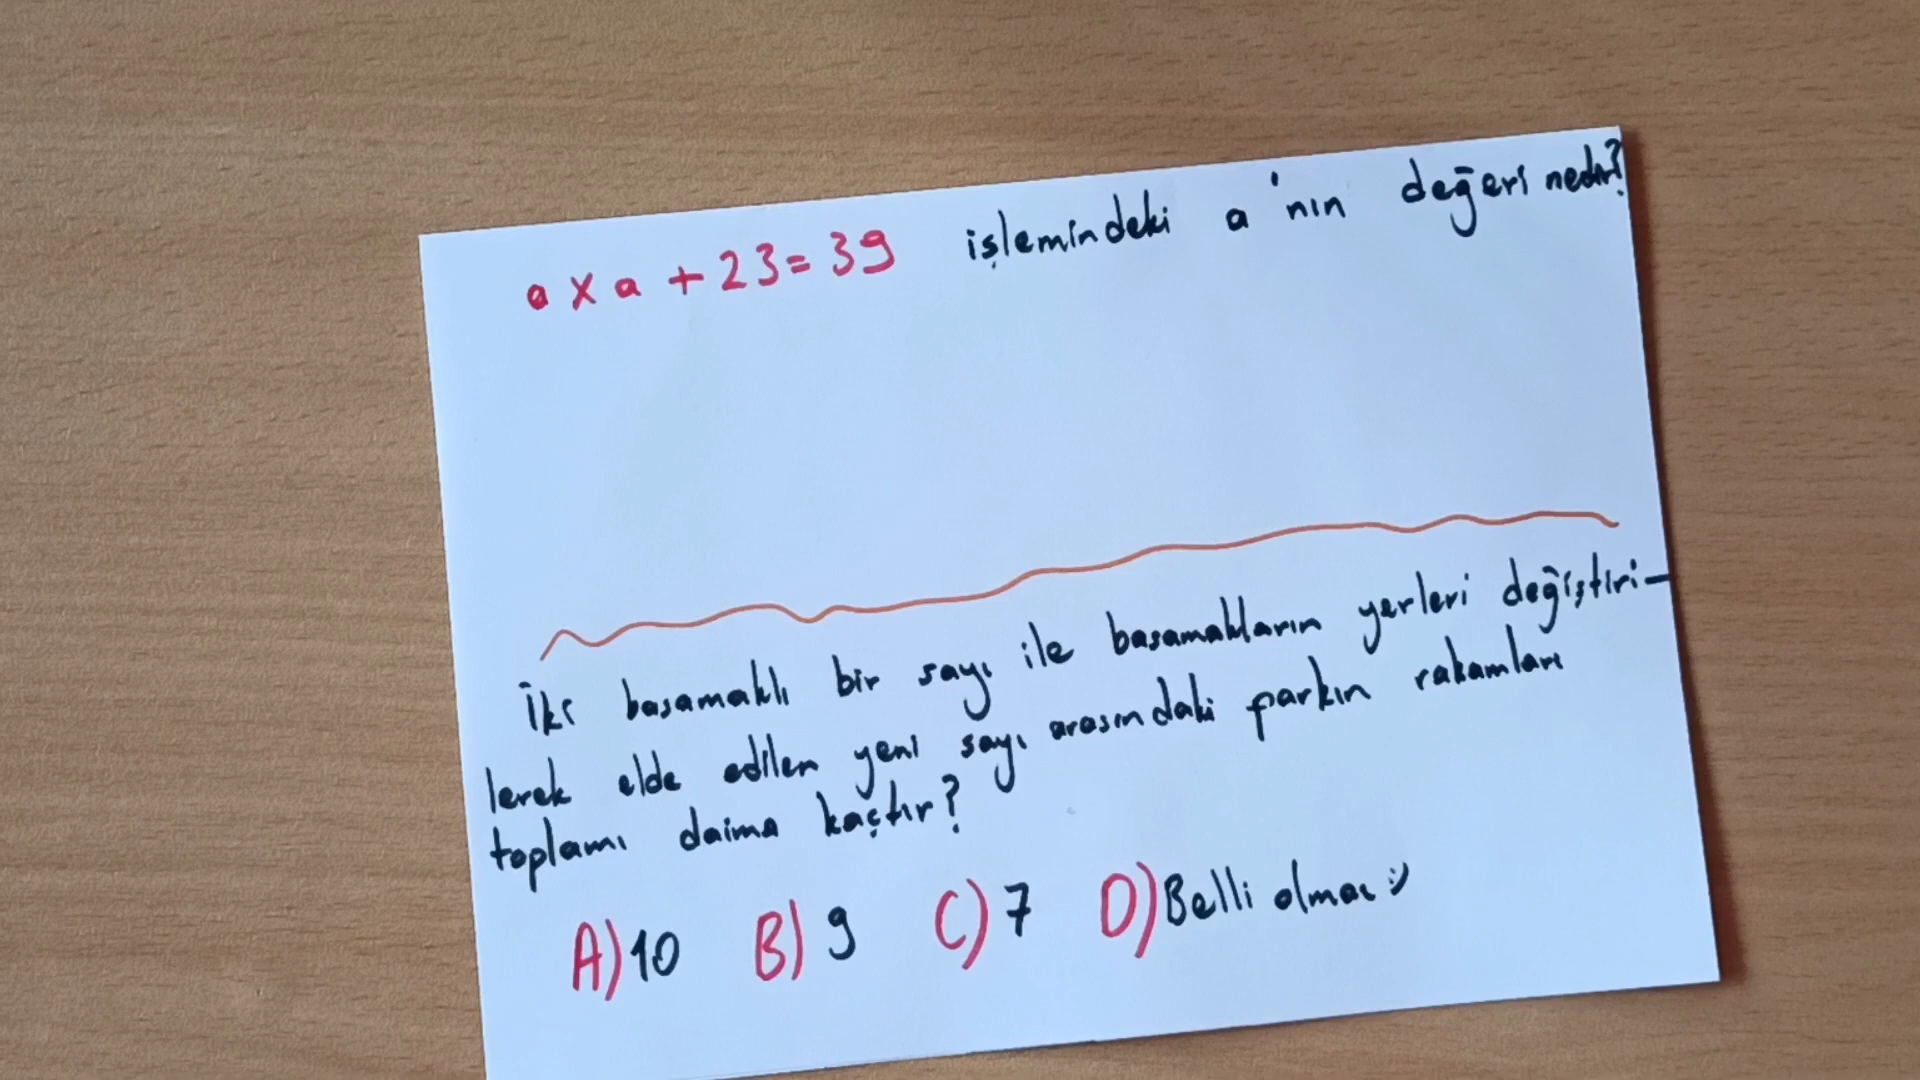 a x a + 23 = 39 işlemindeki a'nın değeri nedir?
İki basamaklı bir sayı ile basamakların yerleri değiştiri-
lerek elde edilen yeni sayı arasındaki farkın rakamları
toplamı daima kaçtır?
A) 10 B) 9 C) 7 D) Belli olmaz :)